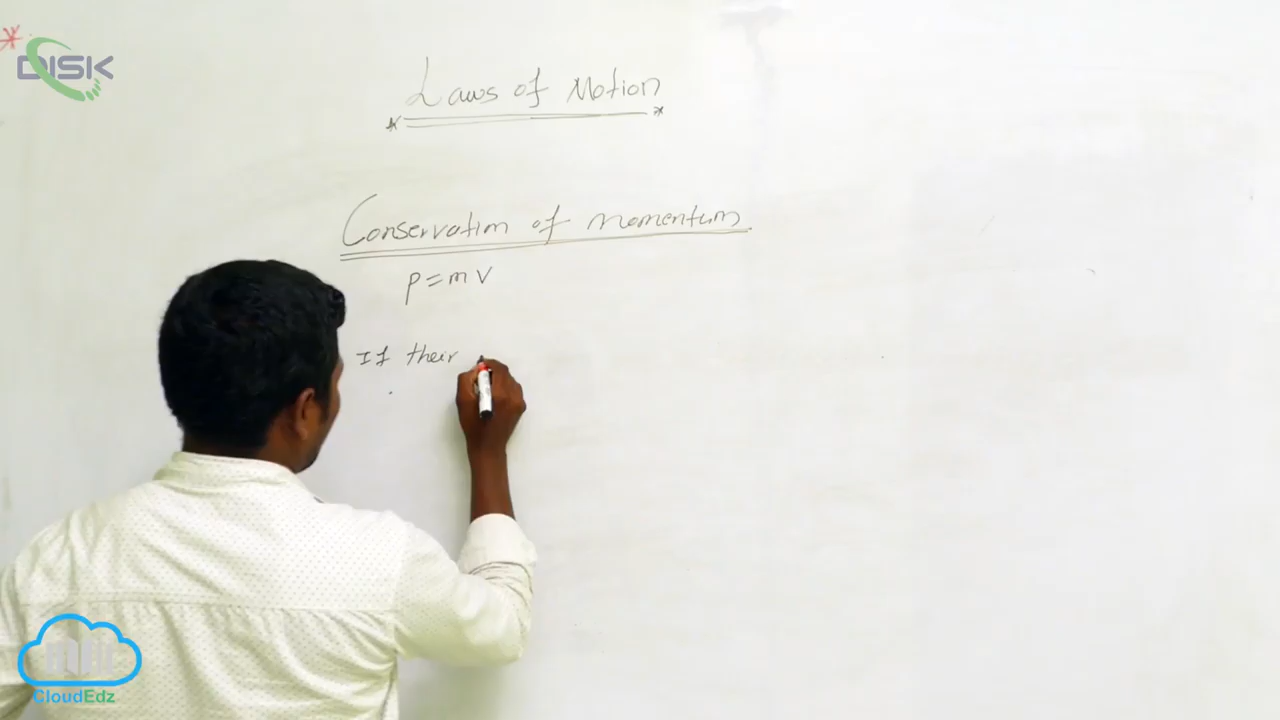 DISK
Laws of Motion
Conservation of momentum
P = m v
If their
CloudEdz